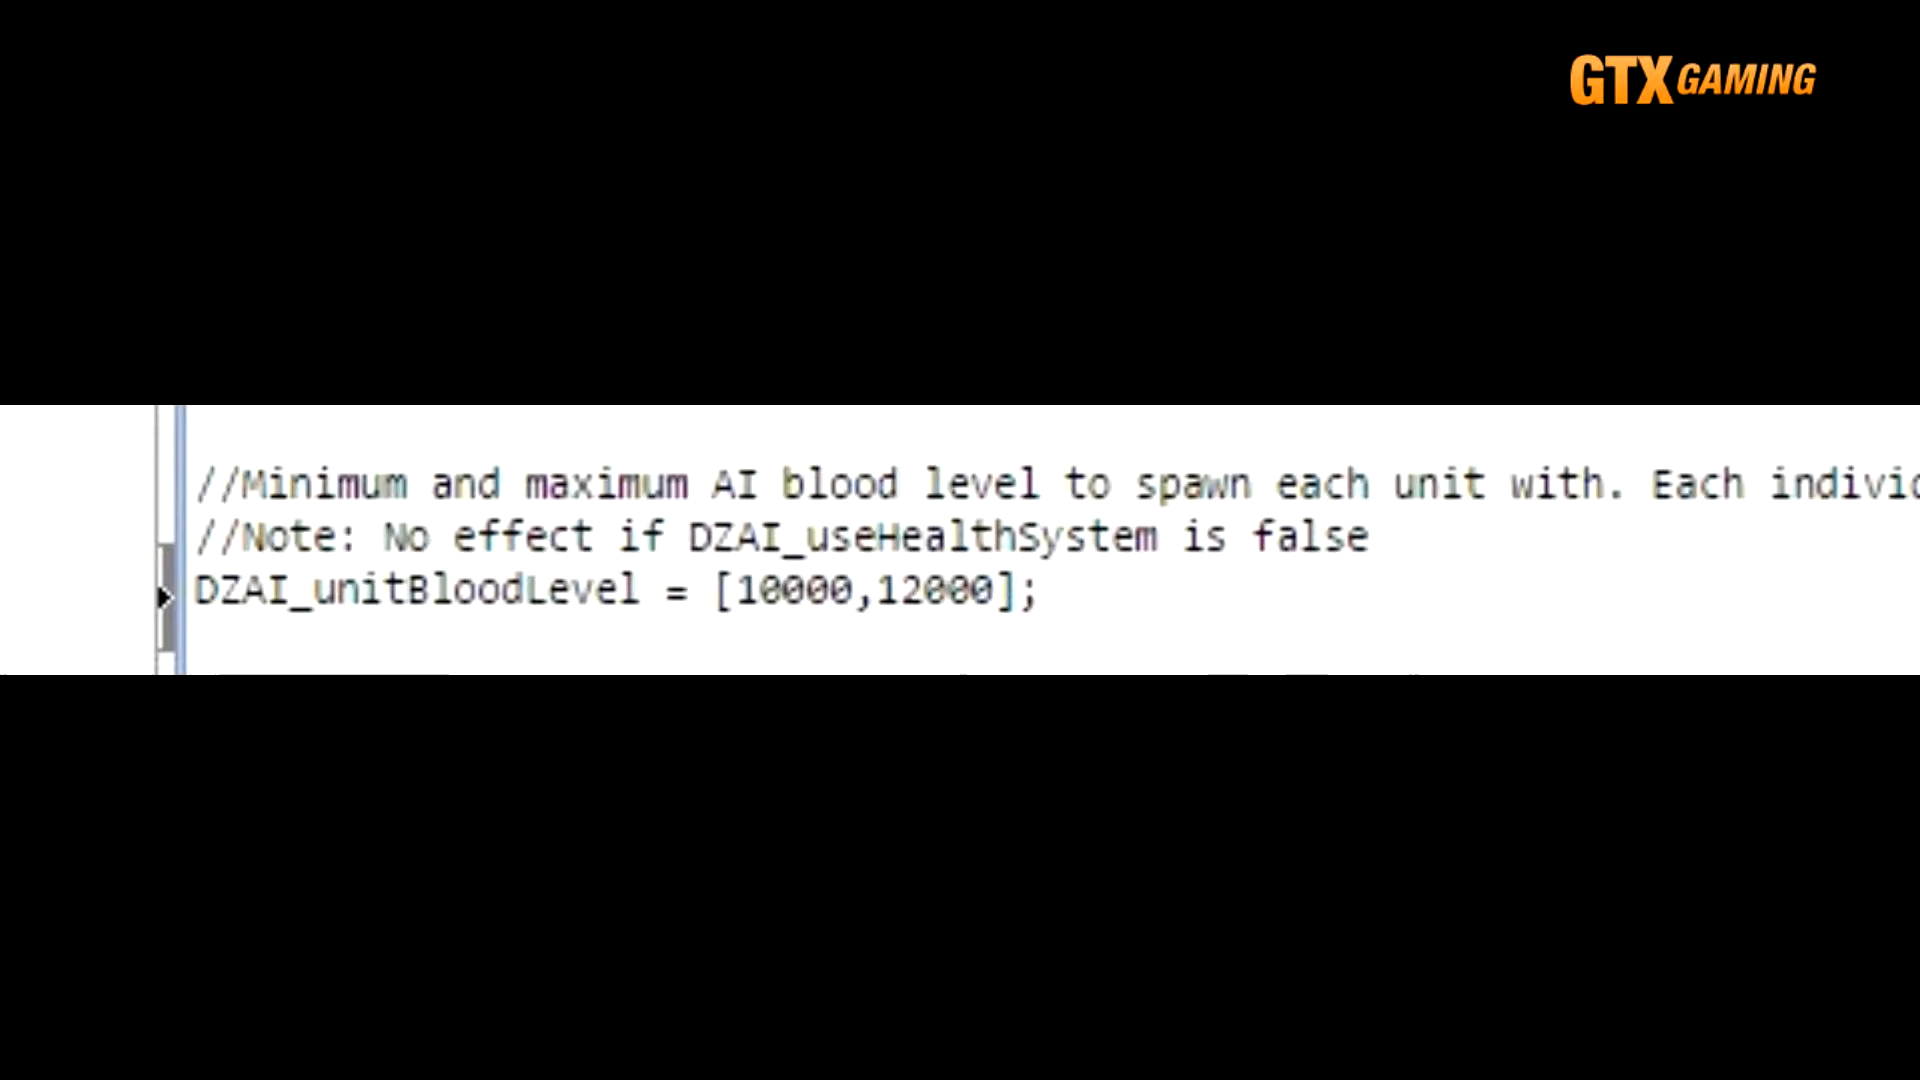 GTX GAMING
//Minimum and maximum AI blood level to spawn each unit with. Each
//Note: No effect if DZAI_useHealthSystem is false
DZAI_unitBloodLevel = [10000,12000];